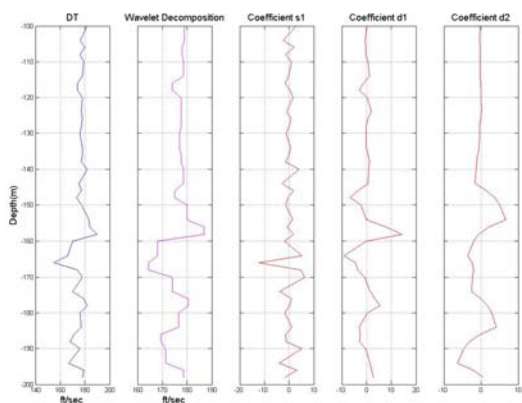 DT
Wavelet Decomposition
Coefficient s1
Coefficient d1
Coefficient d2
Depth(m)
-100
-110
-120
-130
-140
-150
-160
-170
-180
-190
-200
140 160 180 200
160 170 180 190
-20 -10 0 10
-10 0 10 20
-10 0 10
ft/sec
ft/sec